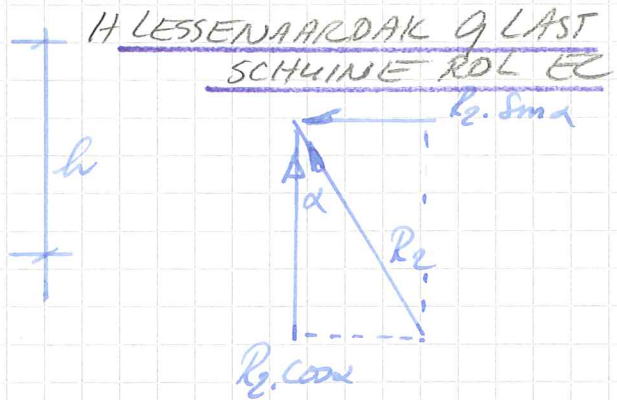 H LESSENAARDAK q LAST
SCHUINE ROL EC
R₂.Sinα
h
α
R₂
R₂.cosα